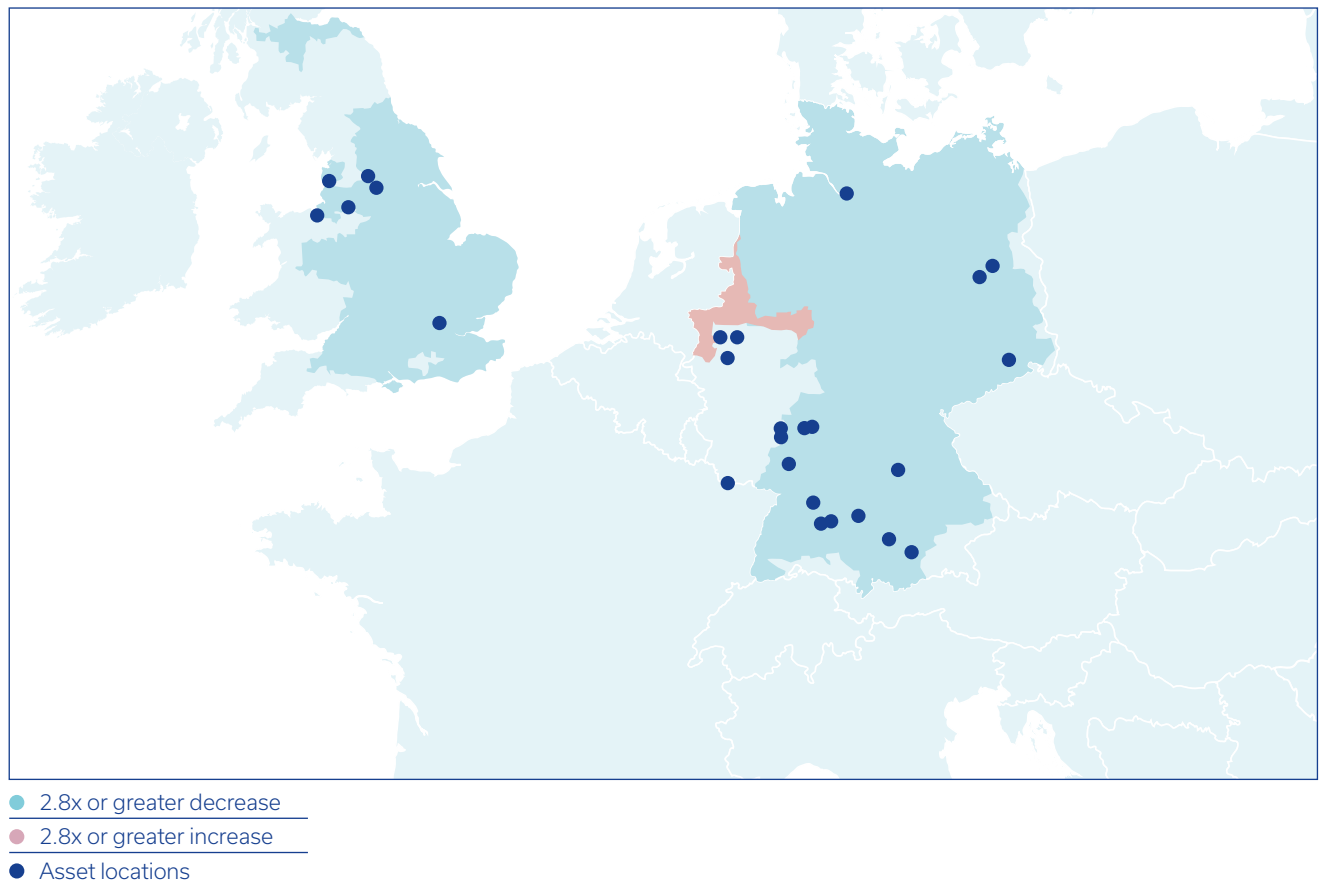 2.8x or greater decrease
2.8x or greater increase
Asset locations